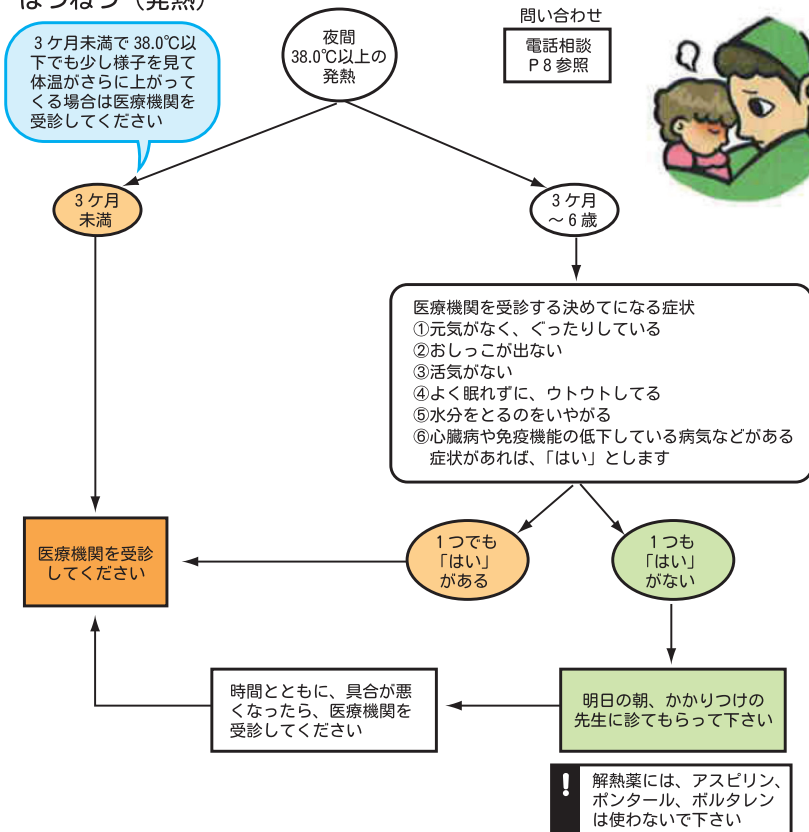 はつねつ（発熱）
3ケ月未満で38.0℃以
下でも少し様子を見て
体温がさらに上がって
くる場合は医療機関を
受診してください
夜間
38.0℃以上の
発熱
問い合わせ
電話相談
P8参照
3ケ月
未満
3ケ月
～6歳
医療機関を受診する決めてになる症状
①元気がなく、ぐったりしている
②おしっこが出ない
③活気がない
④よく眠れずに、ウトウトしてる
⑤水分をとるのをいやがる
⑥心臓病や免疫機能の低下している病気などがある
症状があれば、「はい」とします
医療機関を受診
してください
1つでも
「はい」
がある
1つも
「はい」
がない
時間とともに、具合が悪
くなったら、医療機関を
受診してください
明日の朝、かかりつけの
先生に診てもらって下さい
!
解熱薬には、アスピリン、
ポンタール、ボルタレン
は使わないで下さい